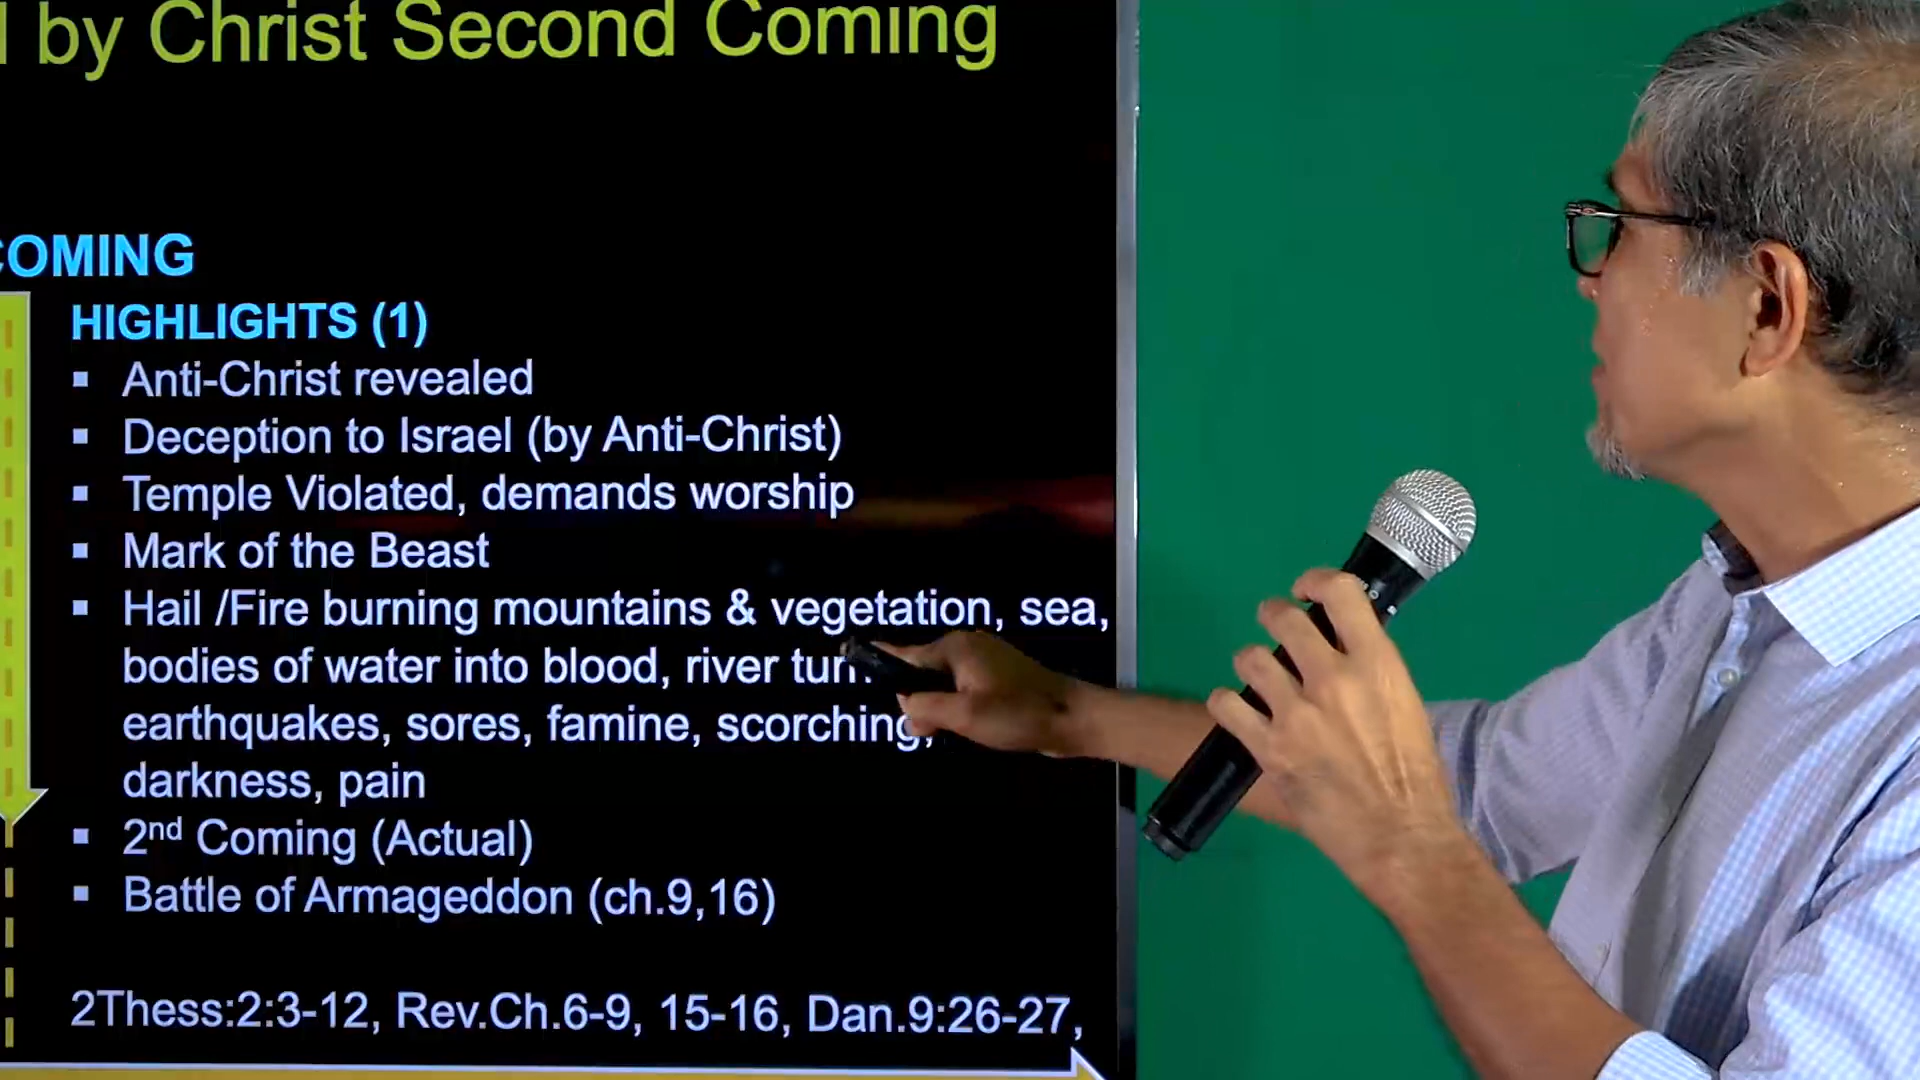 by Christ Second Coming
COMING
HIGHLIGHTS (1)
▪ Anti-Christ revealed
▪ Deception to Israel (by Anti-Christ)
▪ Temple Violated, demands worship
▪ Mark of the Beast
▪ Hail /Fire burning mountains & vegetation, sea,
bodies of water into blood, river
earthquakes, sores, famine, scorching,
darkness, pain
▪ 2nd Coming (Actual)
▪ Battle of Armageddon (ch.9,16)
2Thess:2:3-12, Rev.Ch.6-9, 15-16, Dan.9:26-27,